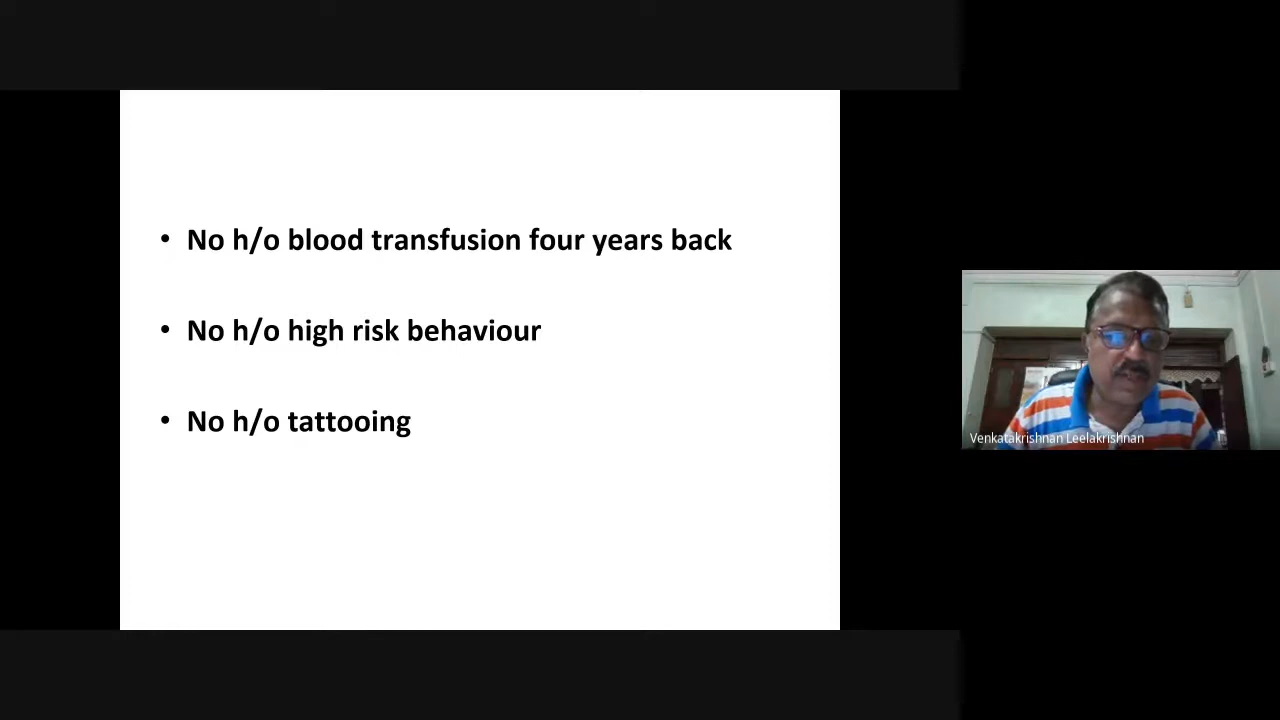 • No h/o blood transfusion four years back
• No h/o high risk behaviour
• No h/o tattooing
Venkatakrishnan Leelakrishnan